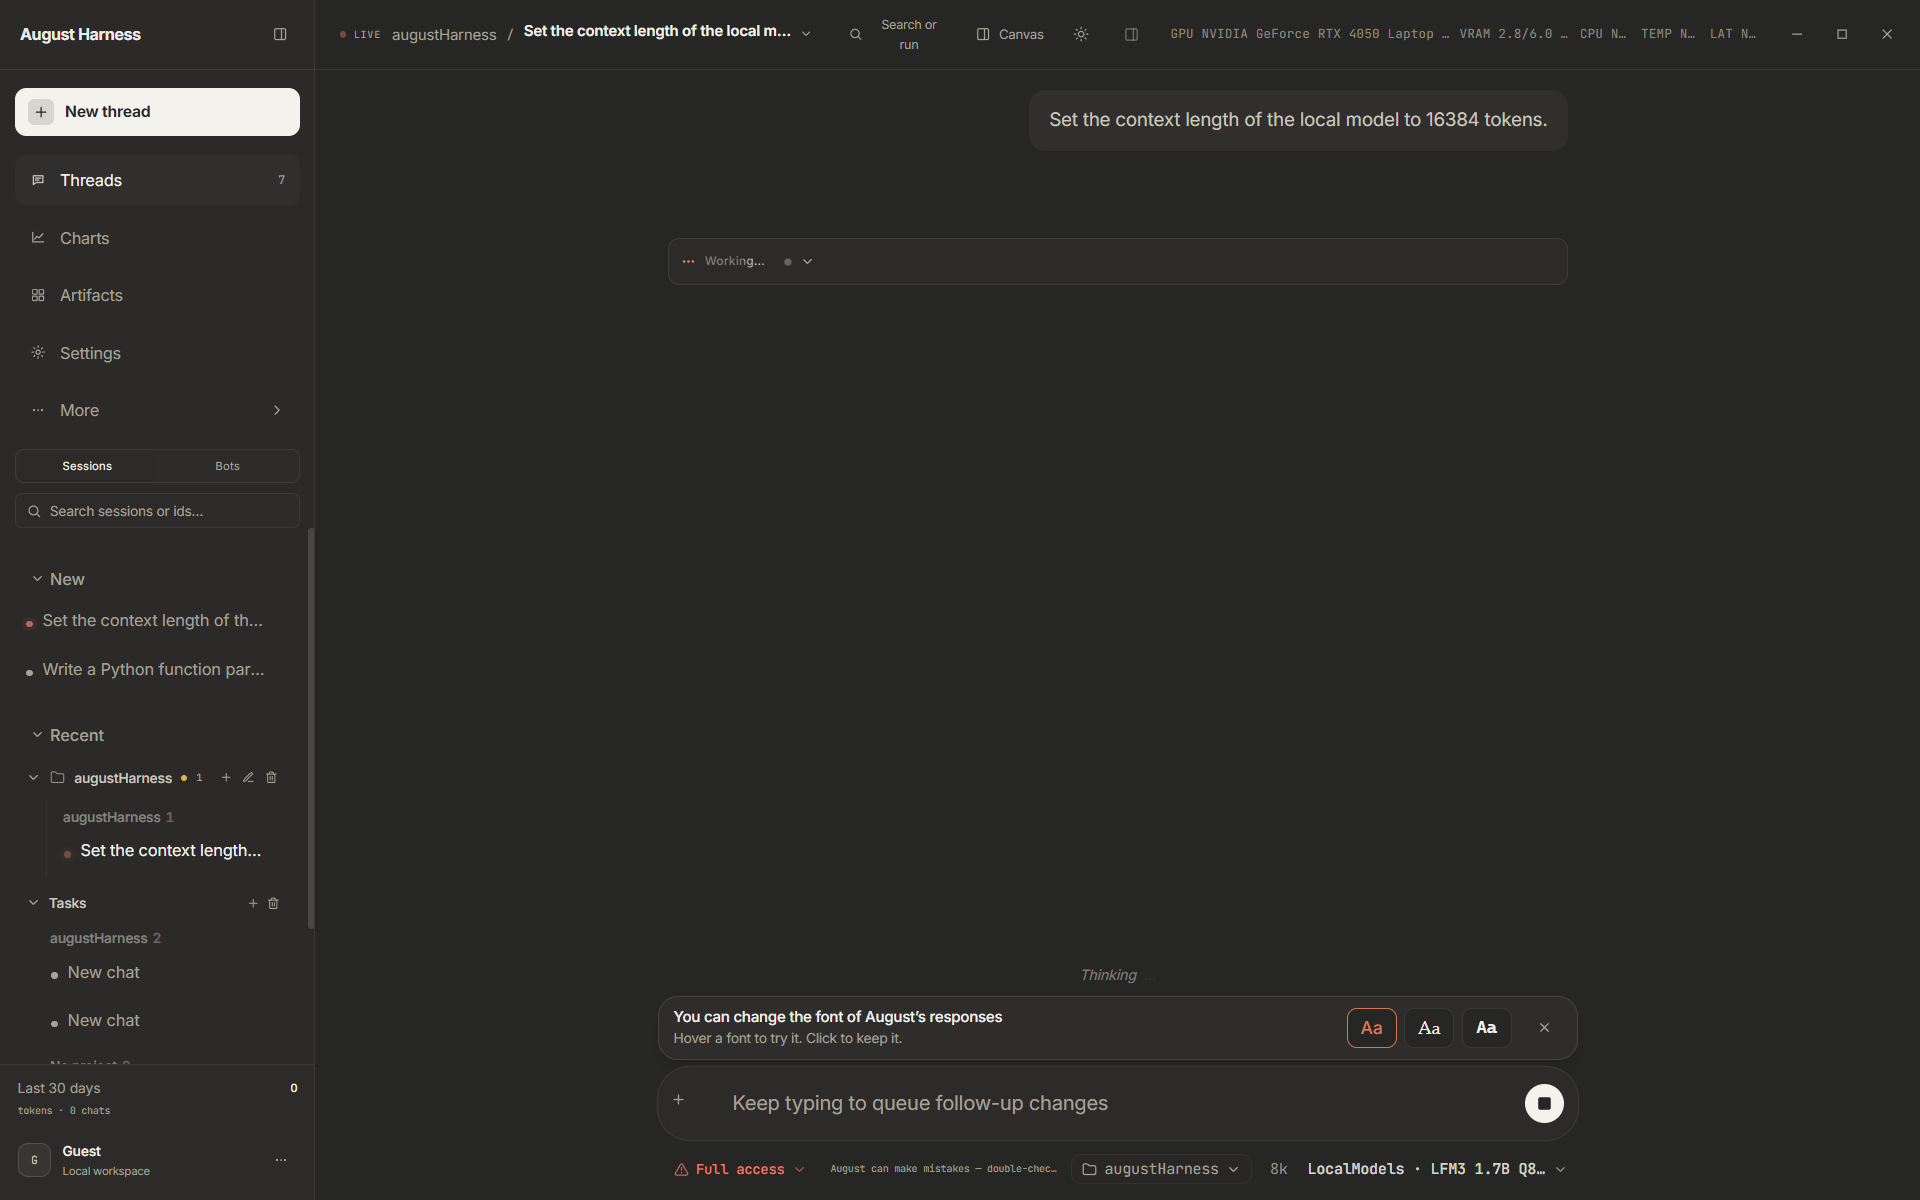 August Harness
New thread
Threads 7
Charts
Artifacts
Settings
More
Sessions Bots
Search sessions or ids...
New
Set the context length of th...
Write a Python function par...
Recent
augustHarness 1
augustHarness 1
Set the context length...
Tasks
augustHarness 2
New chat
New chat
Last 30 days 0
tokens · 0 chats
G
Guest
Local workspace
LIVE augustHarness / Set the context length of the local m...
Search or
run
Canvas
GPU NVIDIA GeForce RTX 4050 Laptop … VRAM 2.8/6.0 … CPU N… TEMP N… LAT N…
Set the context length of the local model to 16384 tokens.
Working...
Thinking ...
You can change the font of August's responses
Hover a font to try it. Click to keep it.
Aa Aa Aa
Keep typing to queue follow-up changes
Full access
August can make mistakes — double-chec…
augustHarness
8k
LocalModels · LFM3 1.7B Q8…